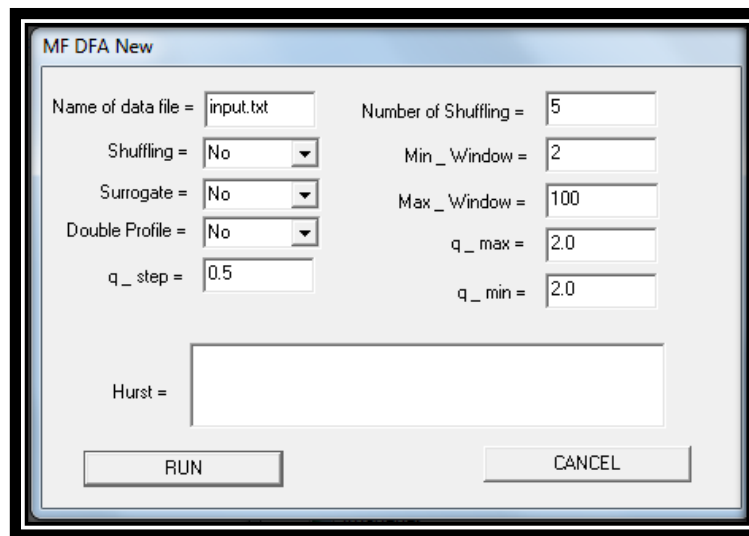 MF DFA New
Name of data file = input.txt
Shuffling = No
Surrogate = No
Double Profile = No
q _ step = 0.5
Number of Shuffling = 5
Min _ Window = 2
Max _ Window = 100
q _ max = 2.0
q _ min = 2.0
Hurst =
RUN
CANCEL